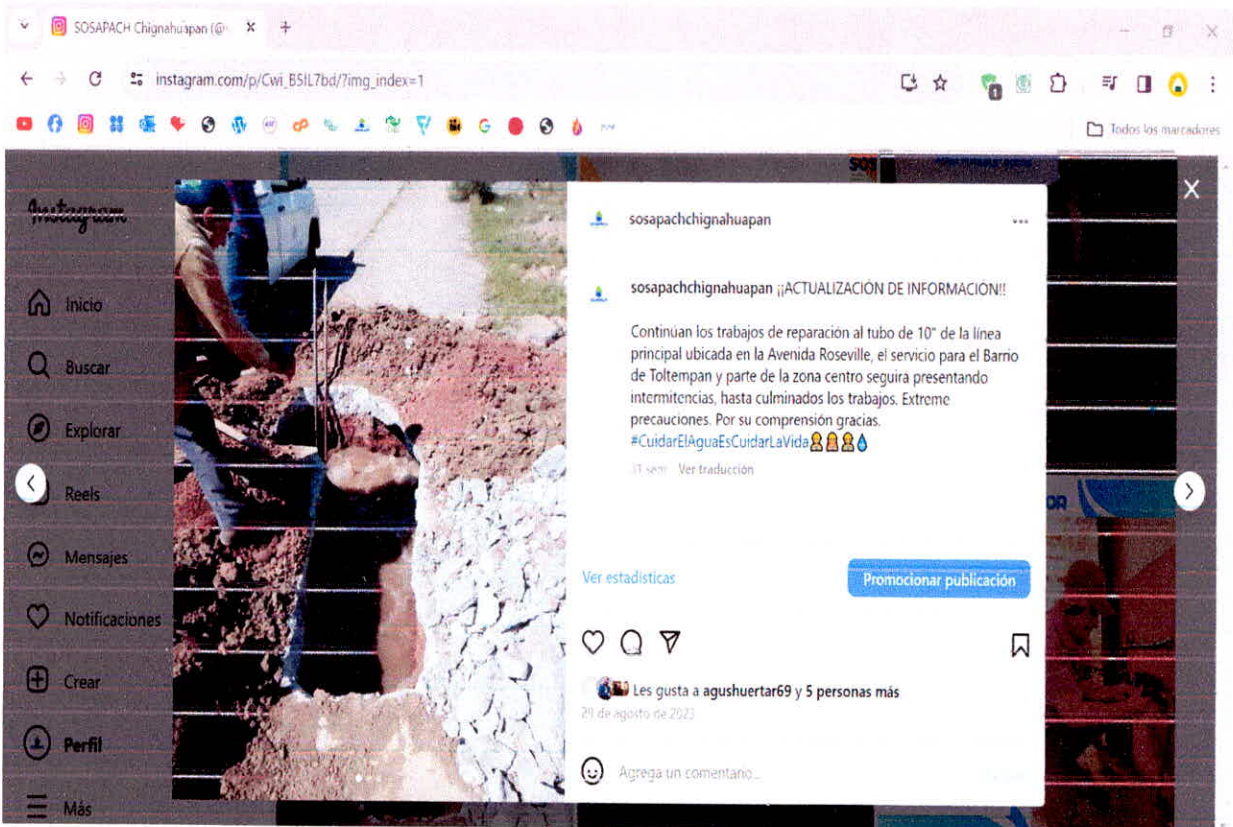 SOSAPACH Chignahuapan (@
instagram.com/p/Cwi_B5IL7bd/?img_index=1
Todos los marcadores
Instagram
Inicio
Buscar
Explorar
Reels
Mensajes
Notificaciones
Crear
Perfil
Más
sosapachchignahuapan
sosapachchignahuapan ¡¡ACTUALIZACIÓN DE INFORMACIÓN!!
Continúan los trabajos de reparación al tubo de 10" de la línea
principal ubicada en la Avenida Roseville, el servicio para el Barrio
de Toltempan y parte de la zona centro seguirá presentando
intermitencias, hasta culminados los trabajos. Extreme
precauciones. Por su comprensión gracias.
#CuidarElAguaEsCuidarLaVida
31 sem Ver traducción
Ver estadísticas
Promocionar publicación
Les gusta a agushuertar69 y 5 personas más
29 de agosto de 2023
Agrega un comentario...